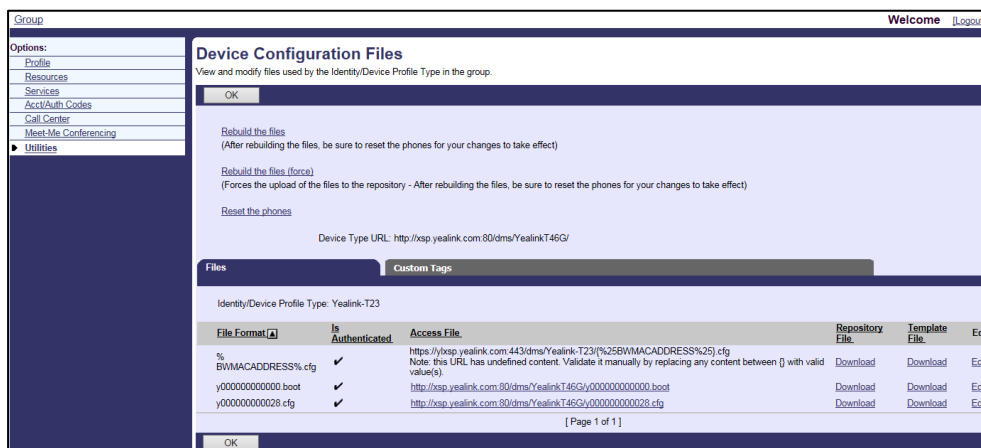 Group
Welcome [Logout
Options:
Profile
Resources
Services
Acct/Auth Codes
Call Center
Meet-Me Conferencing
Utilities
Device Configuration Files
View and modify files used by the Identity/Device Profile Type in the group.
OK
Rebuild the files
(After rebuilding the files, be sure to reset the phones for your changes to take effect)
Rebuild the files (force)
(Forces the upload of the files to the repository - After rebuilding the files, be sure to reset the phones for your changes to take effect)
Reset the phones
Device Type URL: http://xsp.yealink.com:80/dms/YealinkT46G/
Files
Custom Tags
Identity/Device Profile Type: Yealink-T23
File Format Is Authenticated Access File Repository File Template File Ed
% BWMACADDRESS%.cfg
https://ylxsp.yealink.com:443/dms/Yealink-T23/{%25BWMACADDRESS%25}.cfg
Note: this URL has undefined content. Validate it manually by replacing any content between {} with valid
value(s).
Download Download Ed
y000000000000.boot http://xsp.yealink.com:80/dms/YealinkT46G/y000000000000.boot Download Download Ed
y000000000028.cfg http://xsp.yealink.com:80/dms/YealinkT46G/y000000000028.cfg Download Download Ed
[ Page 1 of 1 ]
OK